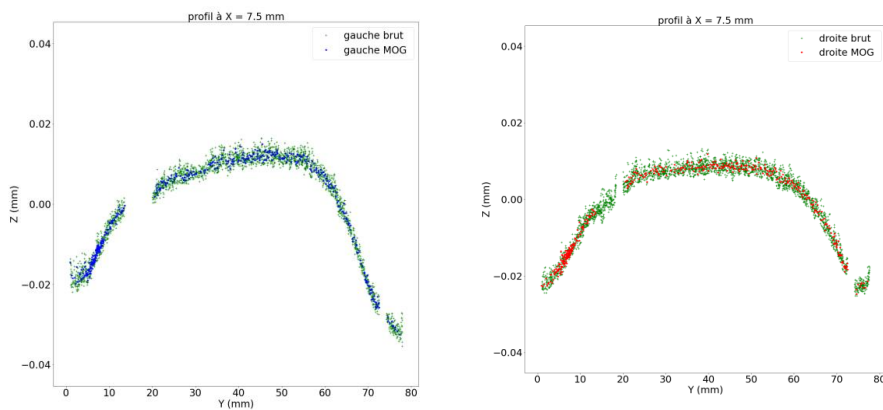 profil à X = 7.5 mm
gauche brut
gauche MOG
0.04
0.02
0.00
−0.02
−0.04
Z (mm)
0 10 20 30 40 50 60 70 80
Y (mm)
profil à X = 7.5 mm
droite brut
droite MOG
0.04
0.02
0.00
−0.02
−0.04
Z (mm)
0 10 20 30 40 50 60 70 80
Y (mm)